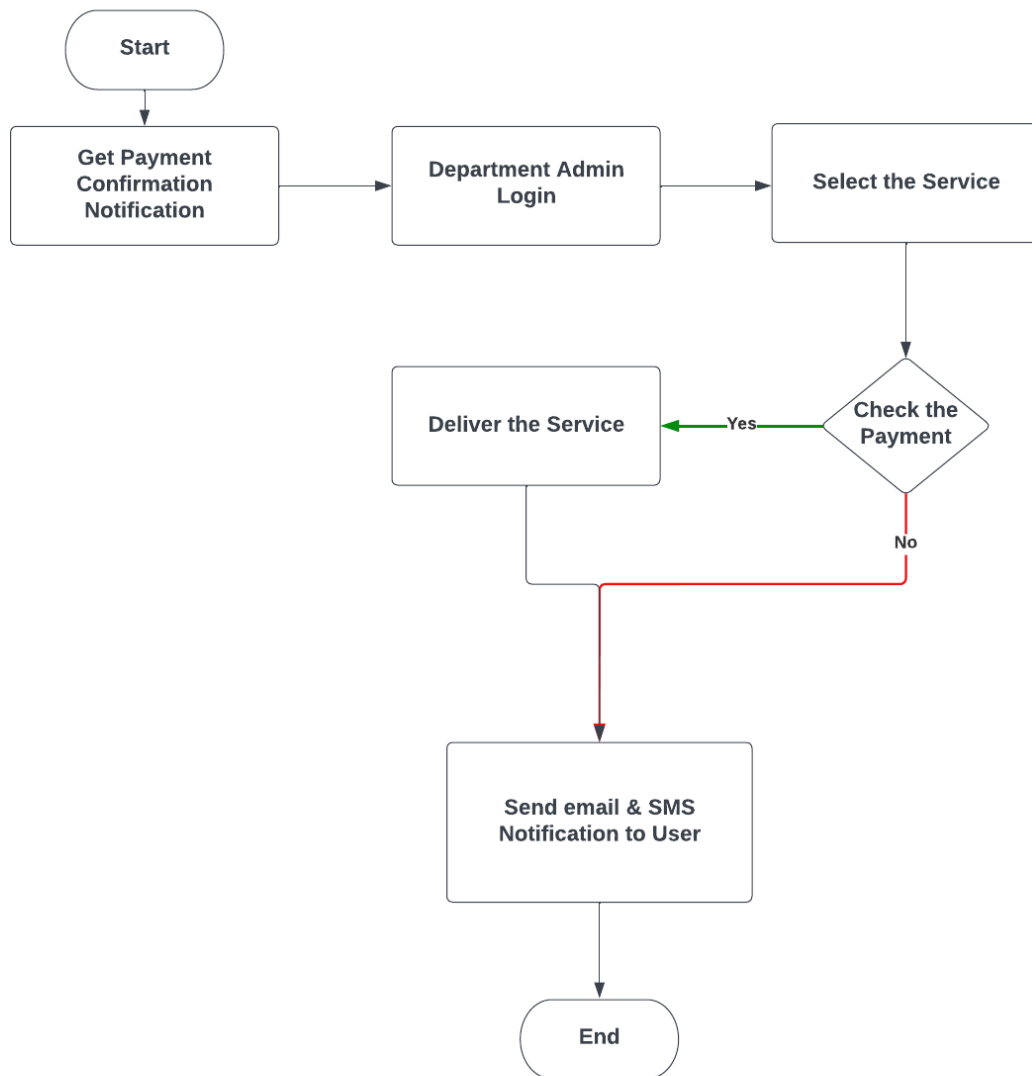 Start
Get Payment
Confirmation
Notification
Department Admin
Login
Select the Service
Check the
Payment
Yes
Deliver the Service
No
Send email & SMS
Notification to User
End